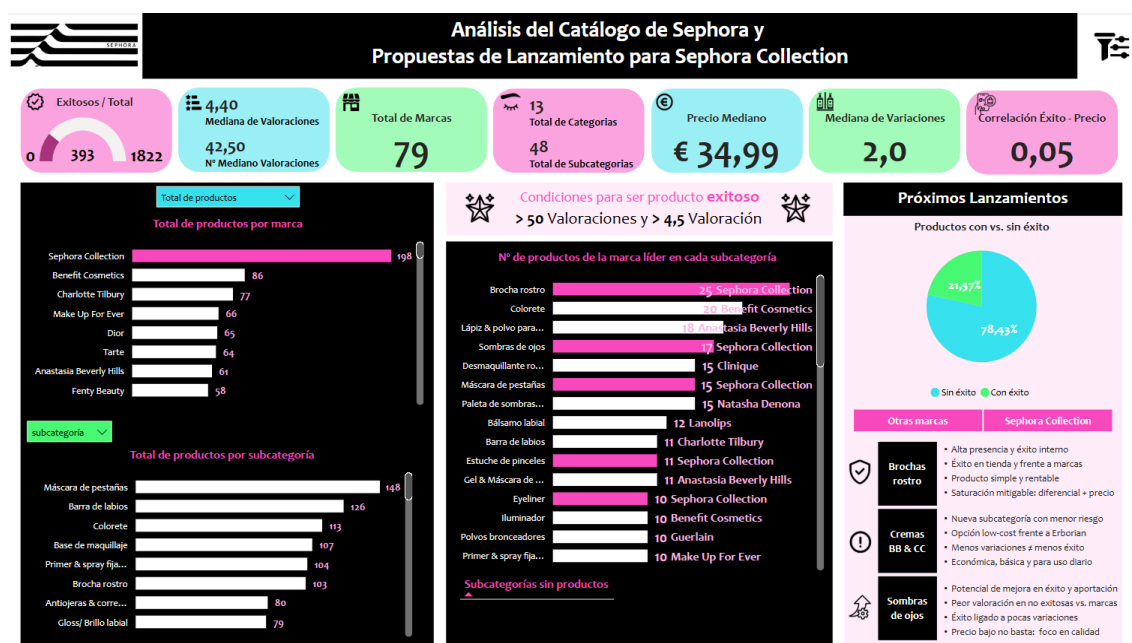 SEPHORA
Análisis del Catálogo de Sephora y
Propuestas de Lanzamiento para Sephora Collection
Exitosos / Total
0
393
1822
4,40
Mediana de Valoraciones
42,50
Nº Mediano Valoraciones
Total de Marcas
79
13
Total de Categorias
48
Total de Subcategorias
Precio Mediano
€ 34,99
Mediana de Variaciones
2,0
Correlación Éxito - Precio
0,05
Total de productos
Total de productos por marca
Sephora Collection 198
Benefit Cosmetics 86
Charlotte Tilbury 77
Make Up For Ever 66
Dior 65
Tarte 64
Anastasia Beverly Hills 61
Fenty Beauty 58
subcategoría
Total de productos por subcategoría
Máscara de pestañas 148
Barra de labios 126
Colorete 113
Base de maquillaje 107
Primer & spray fija... 104
Brocha rostro 103
Antiojeras & corre... 80
Gloss/ Brillo labial 79
Condiciones para ser producto exitoso
> 50 Valoraciones y > 4,5 Valoración
Nº de productos de la marca líder en cada subcategoría
Brocha rostro 25 Sephora Collection
Colorete 20 Benefit Cosmetics
Lápiz & polvo para... 18 Anastasia Beverly Hills
Sombras de ojos 17 Sephora Collection
Desmaquillante ro... 15 Clinique
Máscara de pestañas 15 Sephora Collection
Paleta de sombras... 15 Natasha Denona
Bálsamo labial 12 Lanolips
Barra de labios 11 Charlotte Tilbury
Estuche de pinceles 11 Sephora Collection
Gel & Máscara de ... 11 Anastasia Beverly Hills
Eyeliner 10 Sephora Collection
Iluminador 10 Benefit Cosmetics
Polvos bronceadores 10 Guerlain
Primer & spray fija... 10 Make Up For Ever
Subcategorías sin productos
Próximos Lanzamientos
Productos con vs. sin éxito
21,57%
78,43%
Sin éxito Con éxito
Otras marcas Sephora Collection
Brochas
rostro
• Alta presencia y éxito interno
• Éxito en tienda y frente a marcas
• Producto simple y rentable
• Saturación mitigable: diferencial + precio
Cremas
BB & CC
• Nueva subcategoría con menor riesgo
• Opción low-cost frente a Erborian
• Menos variaciones ≠ menos éxito
• Económica, básica y para uso diario
Sombras
de ojos
• Potencial de mejora en éxito y aportación
• Peor valoración en no exitosas vs. marcas
• Éxito ligado a pocas variaciones
• Precio bajo no basta: foco en calidad